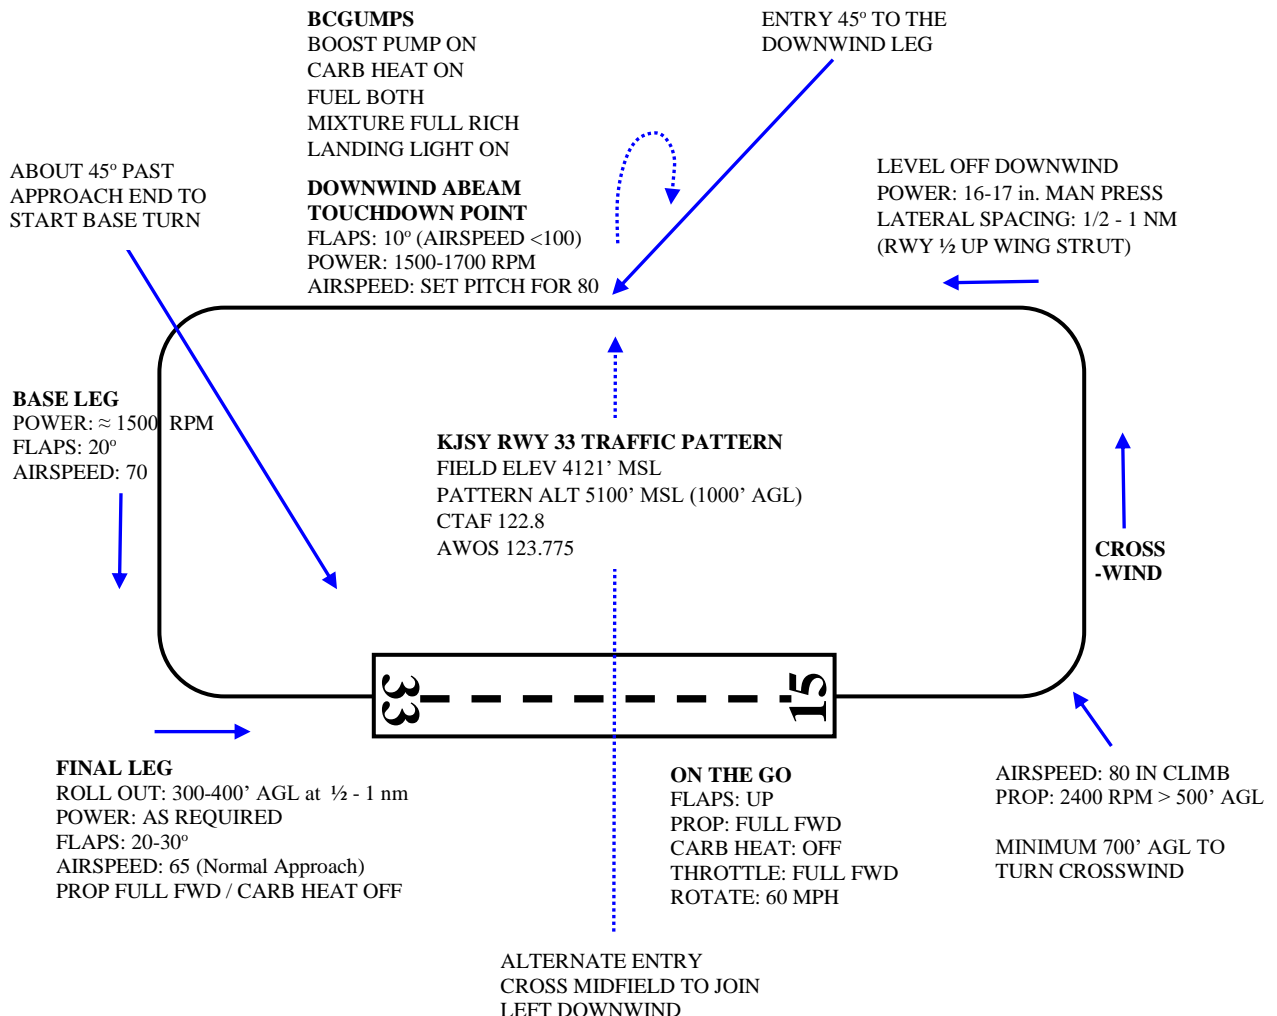 BCGUMPS
BOOST PUMP ON
CARB HEAT ON
FUEL BOTH
MIXTURE FULL RICH
LANDING LIGHT ON
ENTRY 45º TO THE
DOWNWIND LEG
ABOUT 45º PAST
APPROACH END TO
START BASE TURN
DOWNWIND ABEAM
TOUCHDOWN POINT
FLAPS: 10º (AIRSPEED <100)
POWER: 1500-1700 RPM
AIRSPEED: SET PITCH FOR 80
LEVEL OFF DOWNWIND
POWER: 16-17 in. MAN PRESS
LATERAL SPACING: 1/2 - 1 NM
(RWY ½ UP WING STRUT)
BASE LEG
POWER: ≈ 1500 RPM
FLAPS: 20º
AIRSPEED: 70
KJSY RWY 33 TRAFFIC PATTERN
FIELD ELEV 4121’ MSL
PATTERN ALT 5100’ MSL (1000’ AGL)
CTAF 122.8
AWOS 123.775
CROSS
-WIND
33
15
FINAL LEG
ROLL OUT: 300-400’ AGL at ½ - 1 nm
POWER: AS REQUIRED
FLAPS: 20-30º
AIRSPEED: 65 (Normal Approach)
PROP FULL FWD / CARB HEAT OFF
ON THE GO
FLAPS: UP
PROP: FULL FWD
CARB HEAT: OFF
THROTTLE: FULL FWD
ROTATE: 60 MPH
AIRSPEED: 80 IN CLIMB
PROP: 2400 RPM > 500’ AGL
MINIMUM 700’ AGL TO
TURN CROSSWIND
ALTERNATE ENTRY
CROSS MIDFIELD TO JOIN
LEFT DOWNWIND